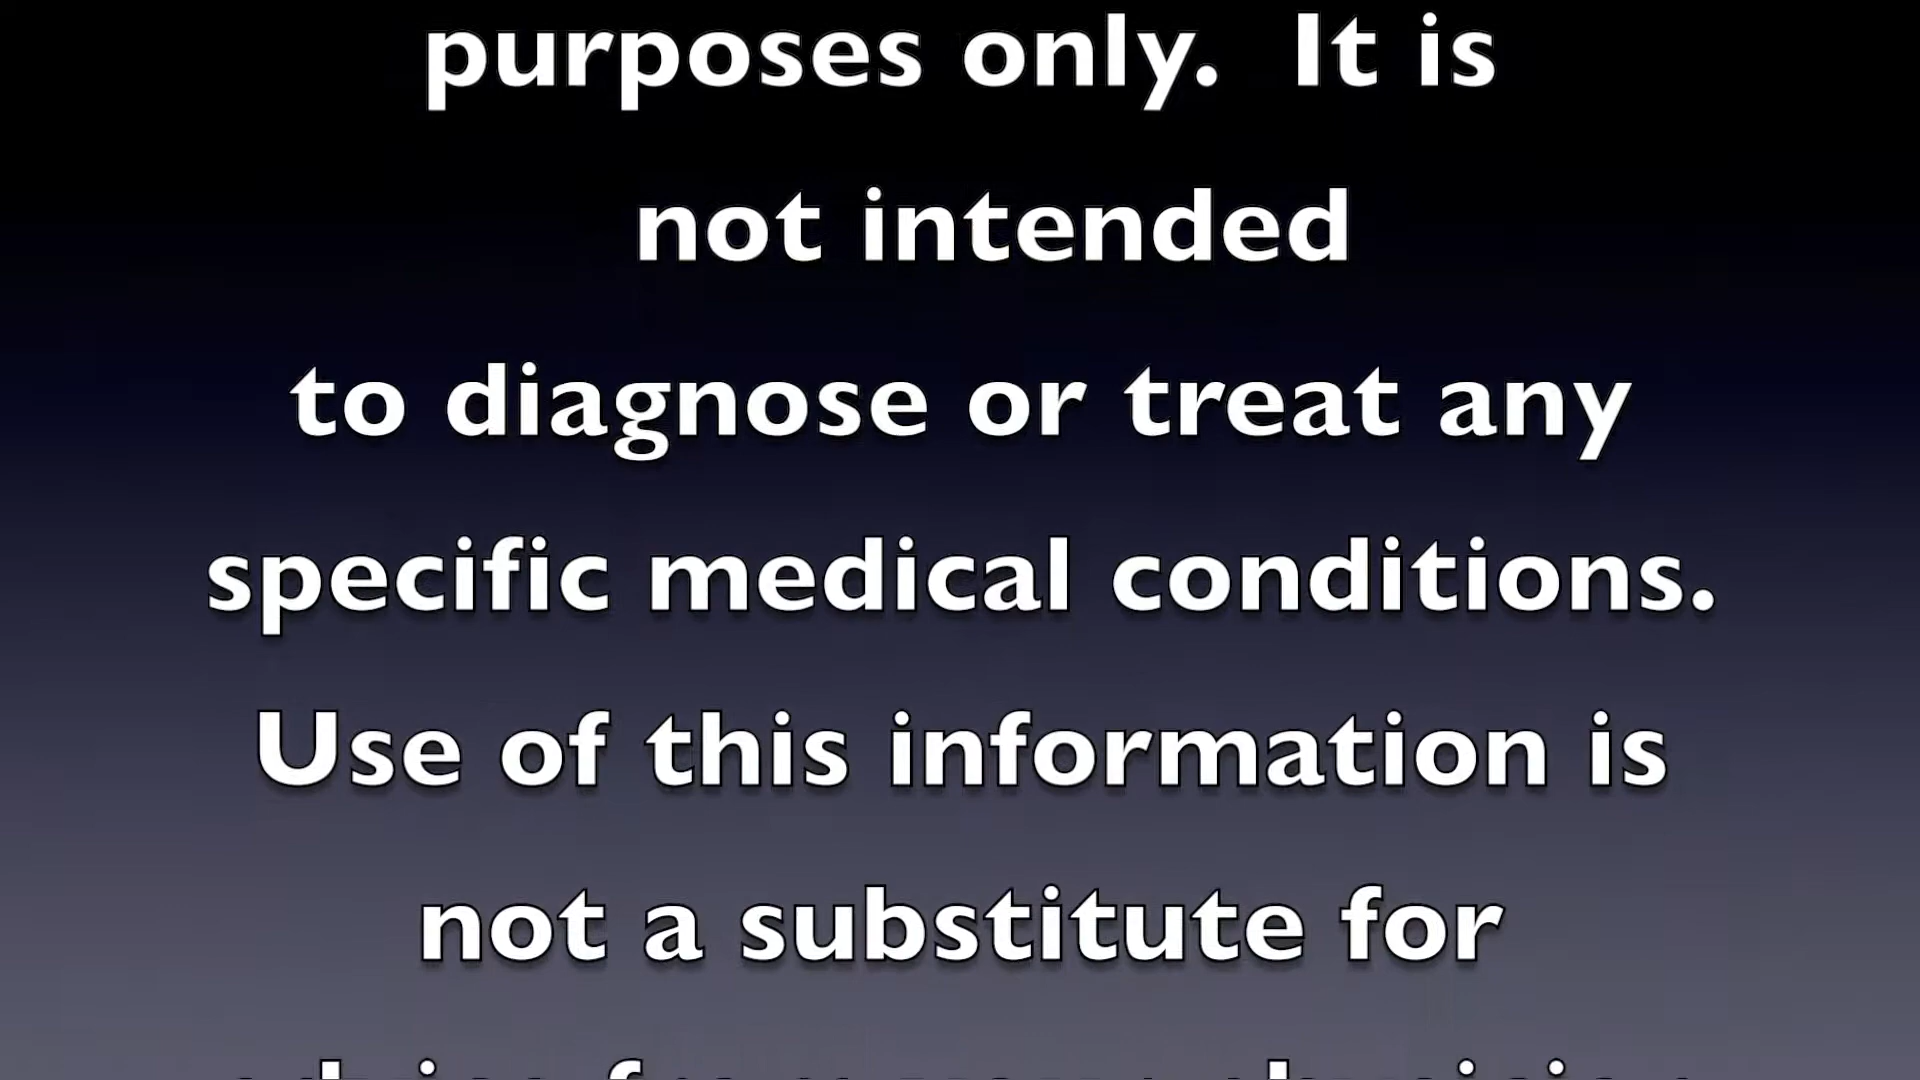 purposes only.  It is
not intended
to diagnose or treat any
specific medical conditions.
Use of this information is
not a substitute for